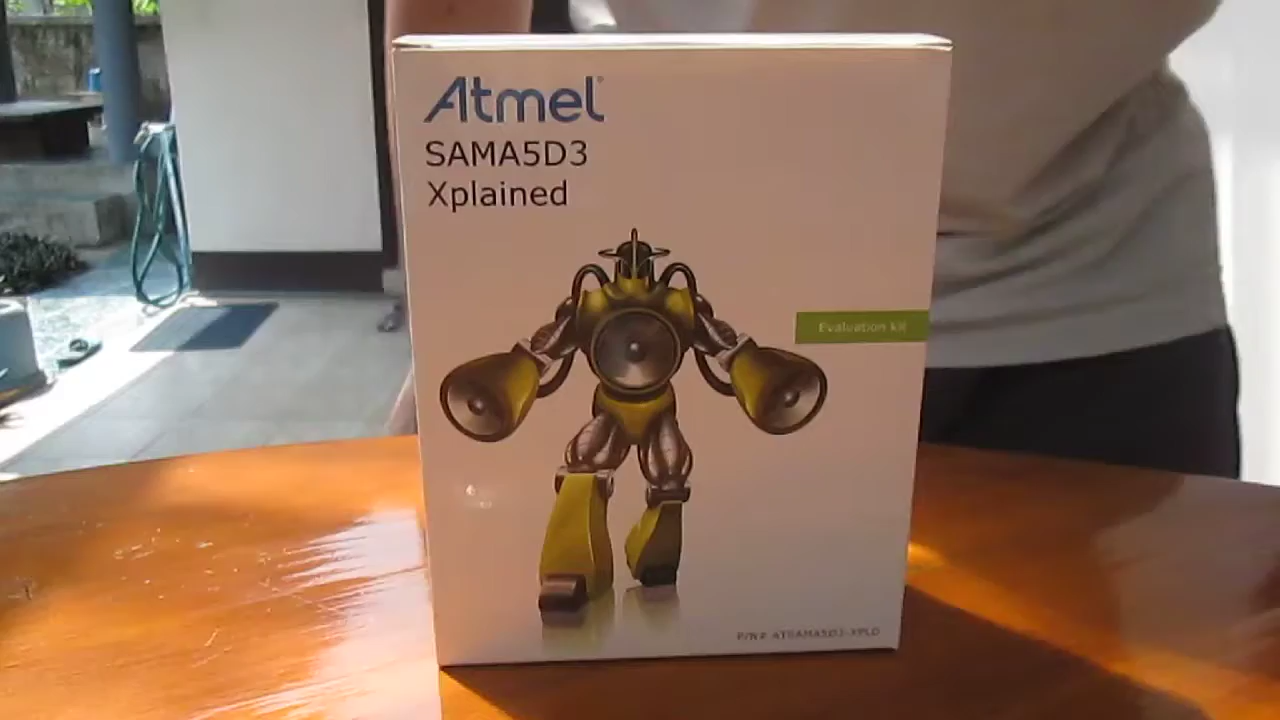 Atmel
SAMA5D3
Xplained
Evaluation kit
P/N# ATSAMA5D3-XPLD